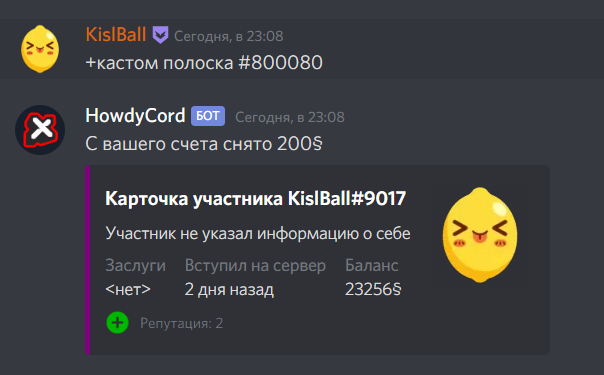 KislBall Сегодня, в 23:08
+кастом полоска #800080
HowdyCord БОТ Сегодня, в 23:08
С вашего счета снято 200§
Карточка участника KislBall#9017
Участник не указал информацию о себе
Заслуги Вступил на сервер Баланс
<нет> 2 дня назад 23256§
Репутация: 2